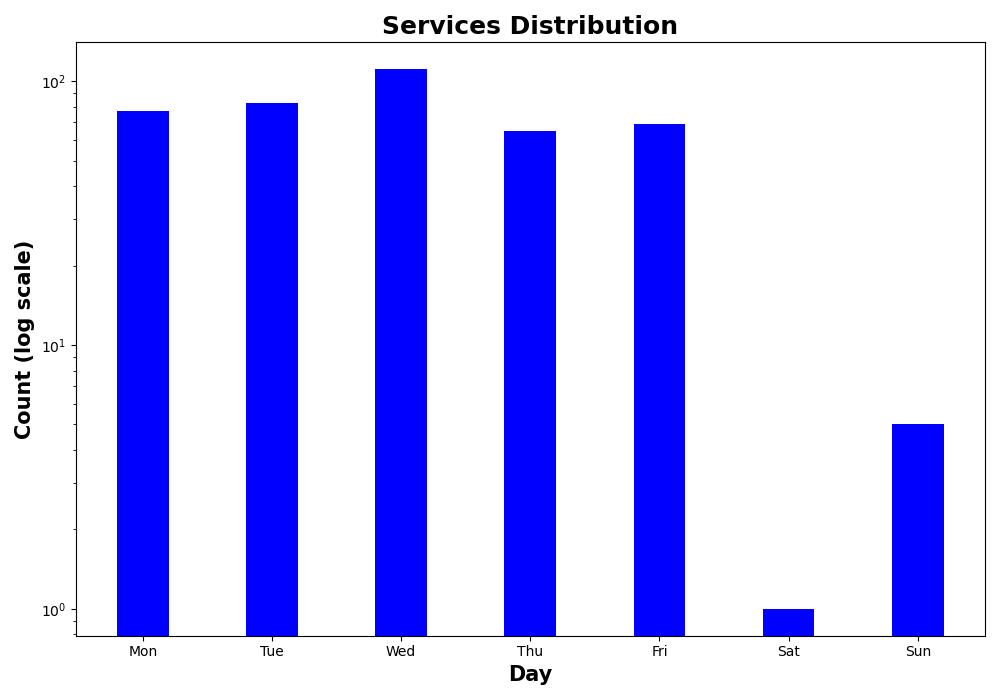 Services Distribution
Count (log scale)
10²
10¹
10⁰
Mon Tue Wed Thu Fri Sat Sun
Day